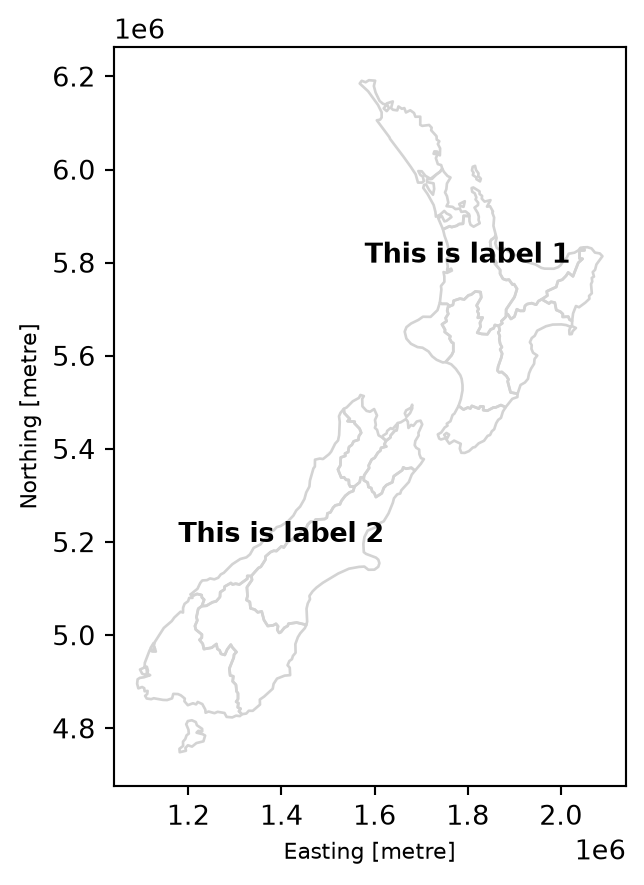 1e6
6.2
6.0
This is label 1
5.8
5.6
5.4
This is label 2
5.2
5.0
4.8
Northing [metre]
1.2 1.4 1.6 1.8 2.0
Easting [metre]
1e6